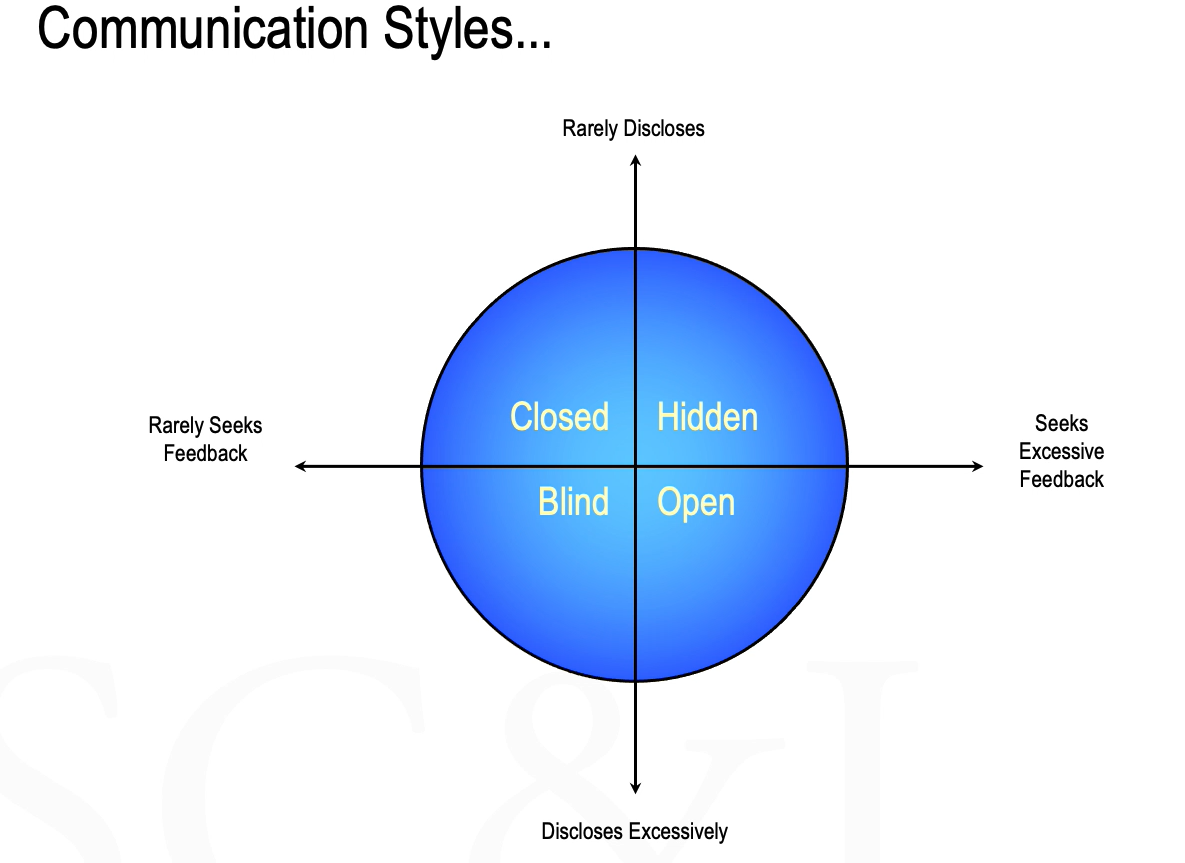 Communication Styles...
Rarely Discloses
Closed
Hidden
Rarely Seeks
Feedback
Seeks
Excessive
Feedback
Blind
Open
Discloses Excessively
SC&I